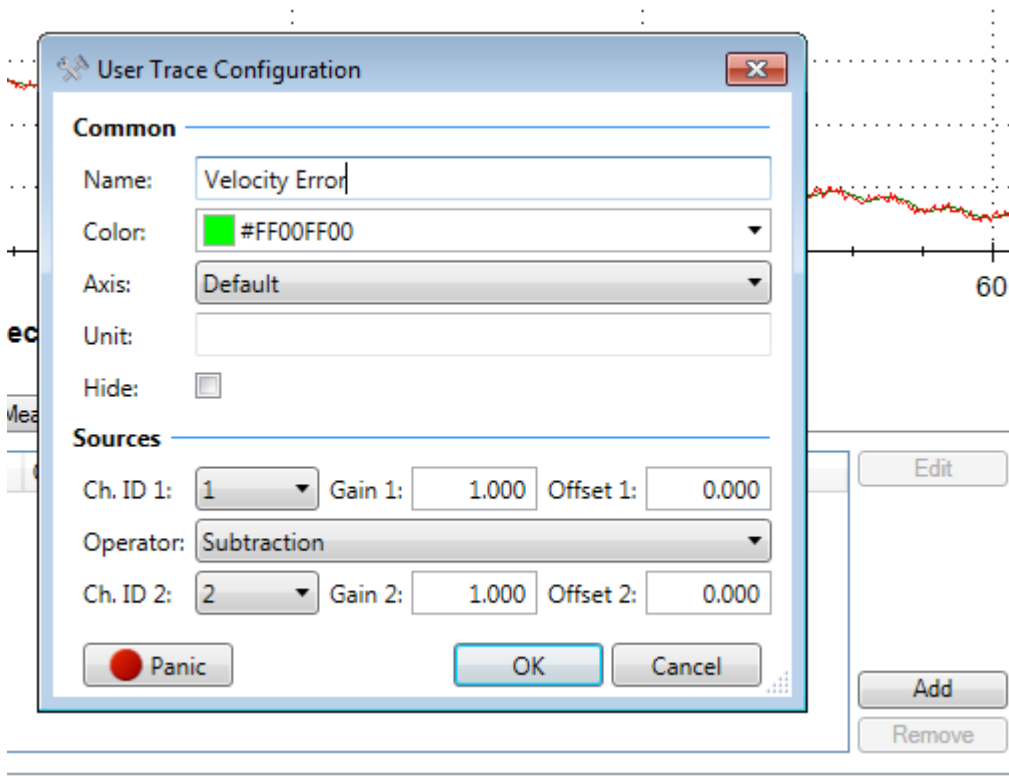 User Trace Configuration
Common
Name: Velocity Error
Color: #FF00FF00
Axis: Default
60
Unit:
Hide:
Sources
Edit
Ch. ID 1: 1 Gain 1: 1.000 Offset 1: 0.000
Operator: Subtraction
Ch. ID 2: 2 Gain 2: 1.000 Offset 2: 0.000
Panic OK Cancel
Add
Remove